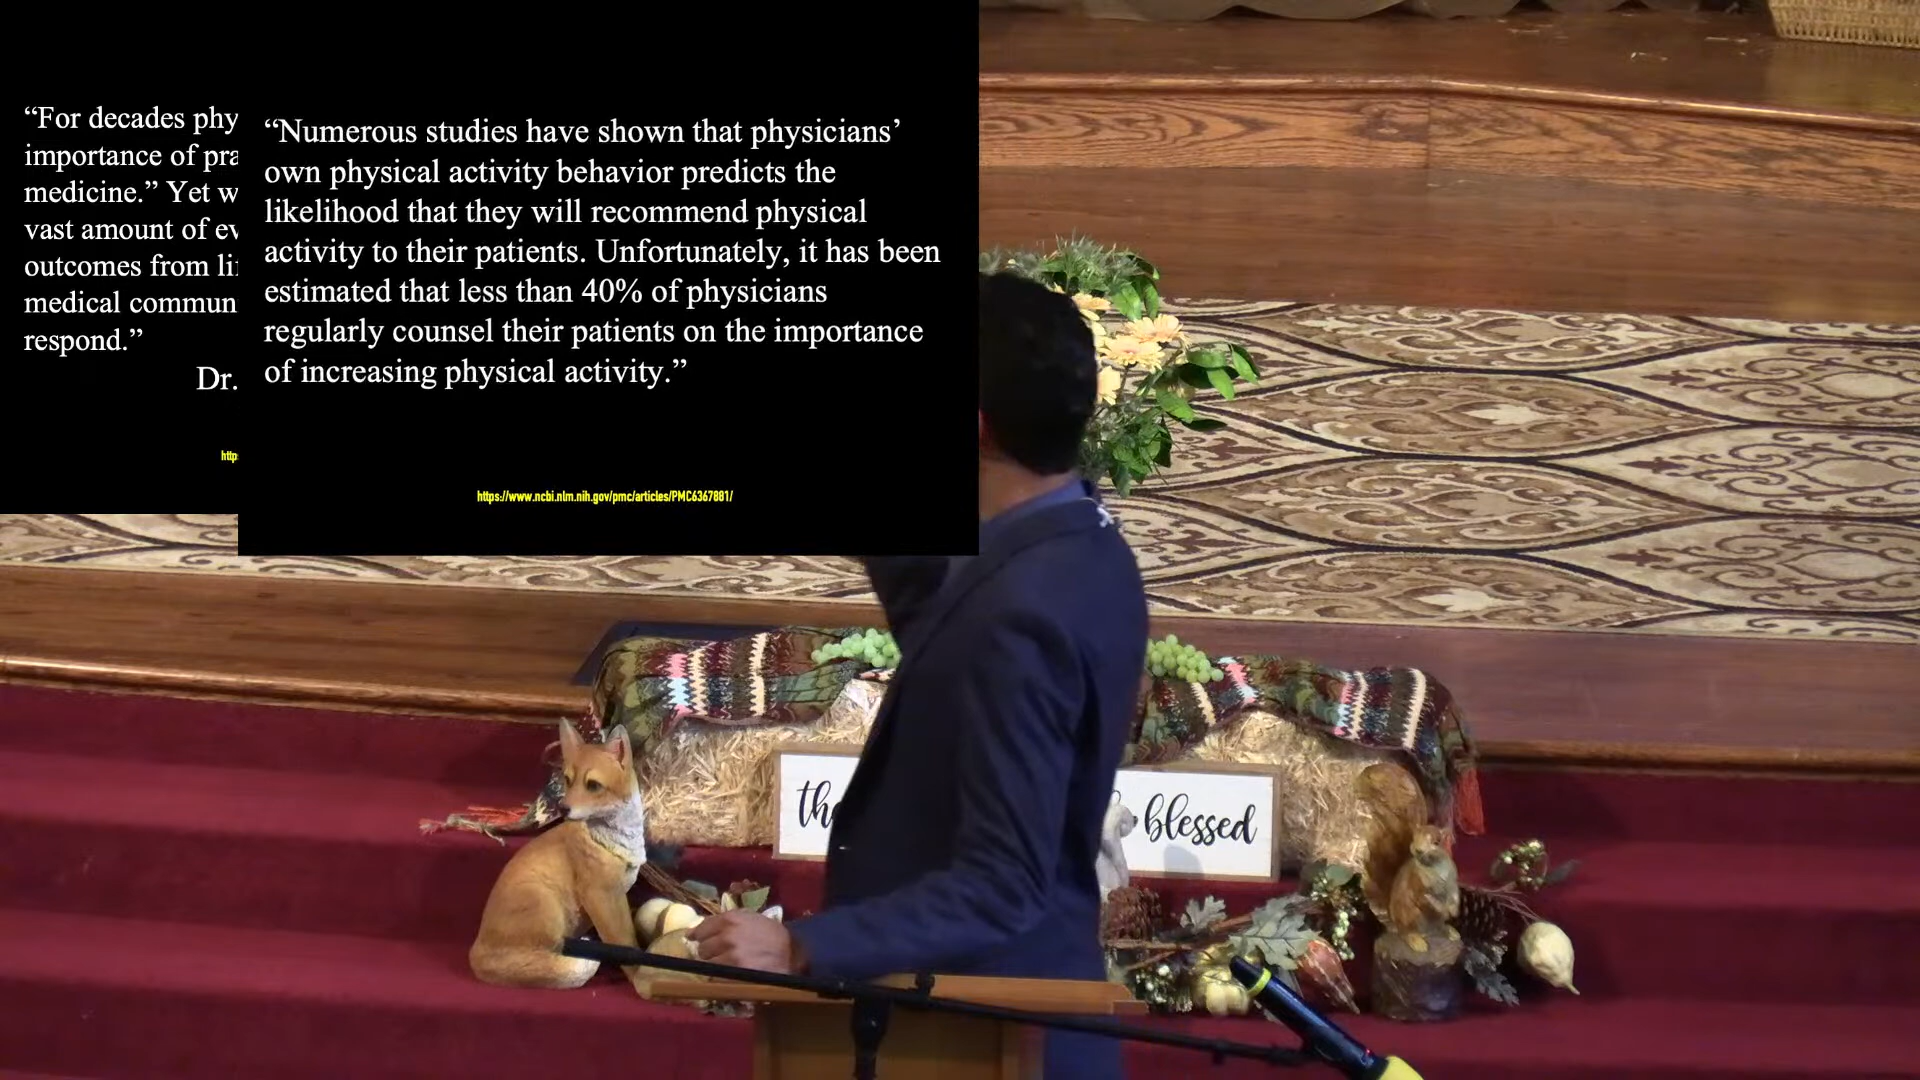 “For decades phy
importance of pra
medicine.” Yet w
vast amount of ev
outcomes from
medical commun
respond.”
Dr.
http
“Numerous studies have shown that physicians’
own physical activity behavior predicts the
likelihood that they will recommend physical
activity to their patients. Unfortunately, it has been
estimated that less than 40% of physicians
regularly counsel their patients on the importance
of increasing physical activity.”
https://www.ncbi.nlm.nih.gov/pmc/articles/PMC6367881/
blessed